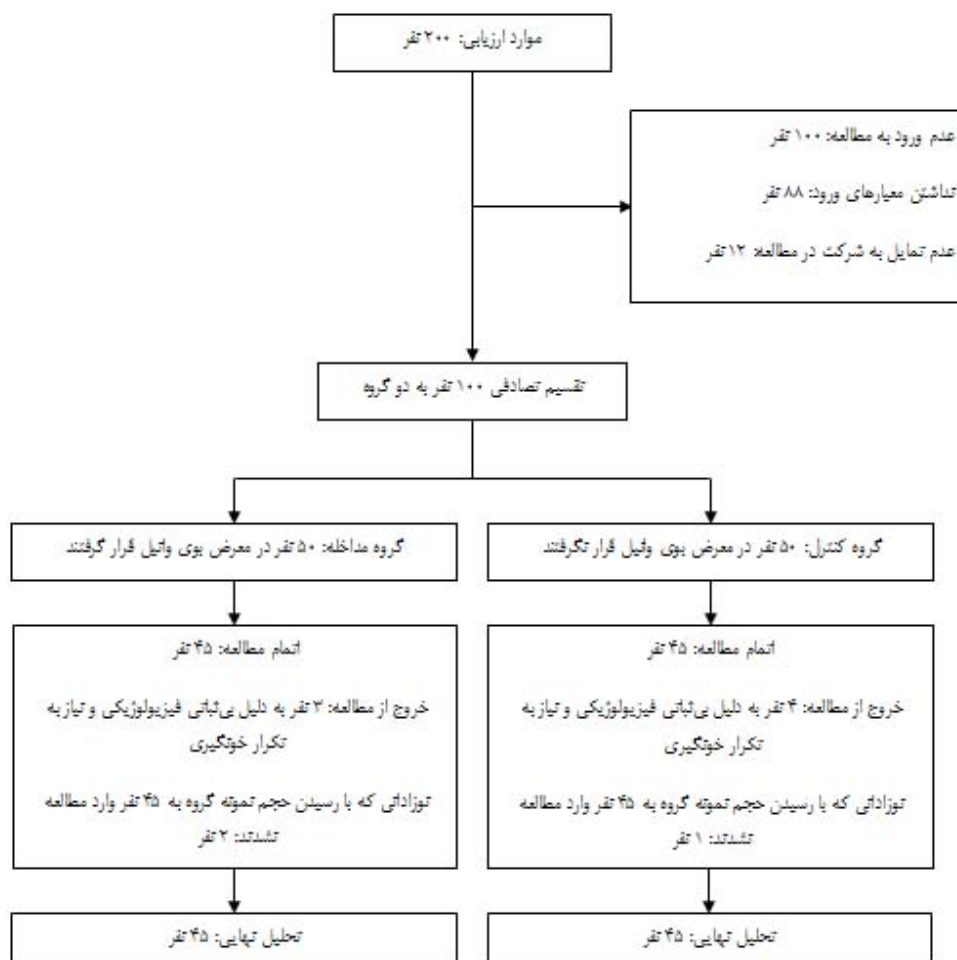 موارد ارزیابی: ۲۰۰ نفر
عدم ورود به مطالعه: ۱۰۰ نفر
نداشتن معیارهای ورود: ۸۸ نفر
عدم تمایل به شرکت در مطالعه: ۱۲ نفر
تقسیم تصادفی ۱۰۰ نفر به دو گروه
گروه کنترل: ۵۰ نفر در معرض بوی وانیل قرار نگرفتند
گروه مداخله: ۵۰ نفر در معرض بوی وانیل قرار گرفتند
اتمام مطالعه: ۴۵ نفر
خروج از مطالعه: ۴ نفر به دلیل بی‌ثباتی فیزیولوژیکی و نیاز به
تکرار خونگیری
نوزادانی که با رسیدن حجم نمونه گروه به ۴۵ نفر وارد مطالعه
نشدند: ۱ نفر
اتمام مطالعه: ۴۵ نفر
خروج از مطالعه: ۳ نفر به دلیل بی‌ثباتی فیزیولوژیکی و نیاز به
تکرار خونگیری
نوزادانی که با رسیدن حجم نمونه گروه به ۴۵ نفر وارد مطالعه
نشدند: ۲ نفر
تحلیل نهایی: ۴۵ نفر
تحلیل نهایی: ۴۵ نفر